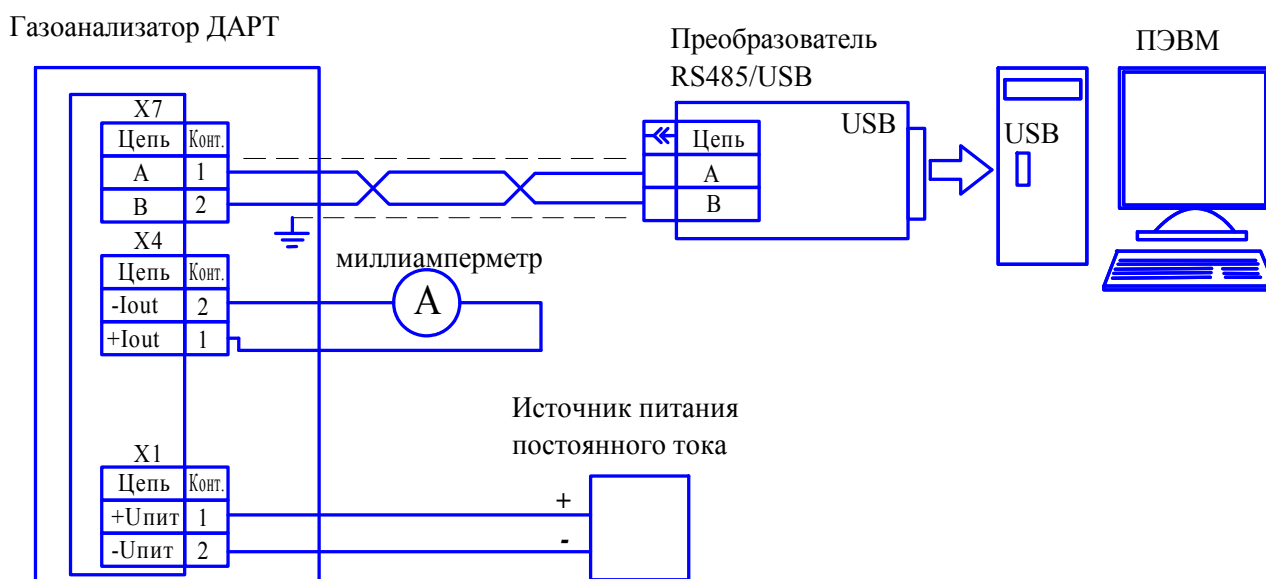 Газоанализатор ДАРТ
Преобразователь
RS485/USB
ПЭВМ
X7
Цепь Конт.
A 1
B 2
X4
Цепь Конт.
-Iout 2
+Iout 1
X1
Цепь Конт.
+Uпит 1
-Uпит 2
миллиамперметр
A
Источник питания
постоянного тока
+
-
USB
Цепь
A
B
USB